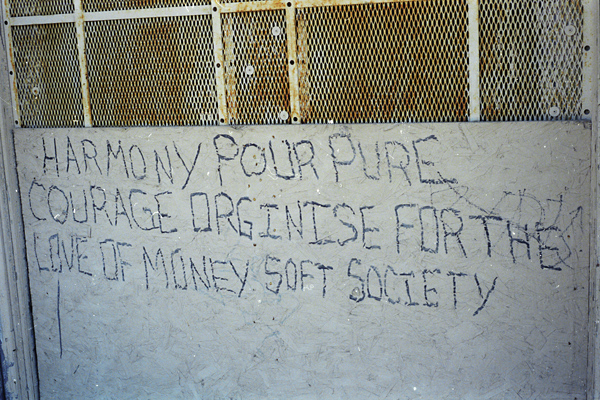 HARMONY POUR PURE
COURAGE ORGINISE FOR THE
LOVE OF MONEY SOFT SOCIETY